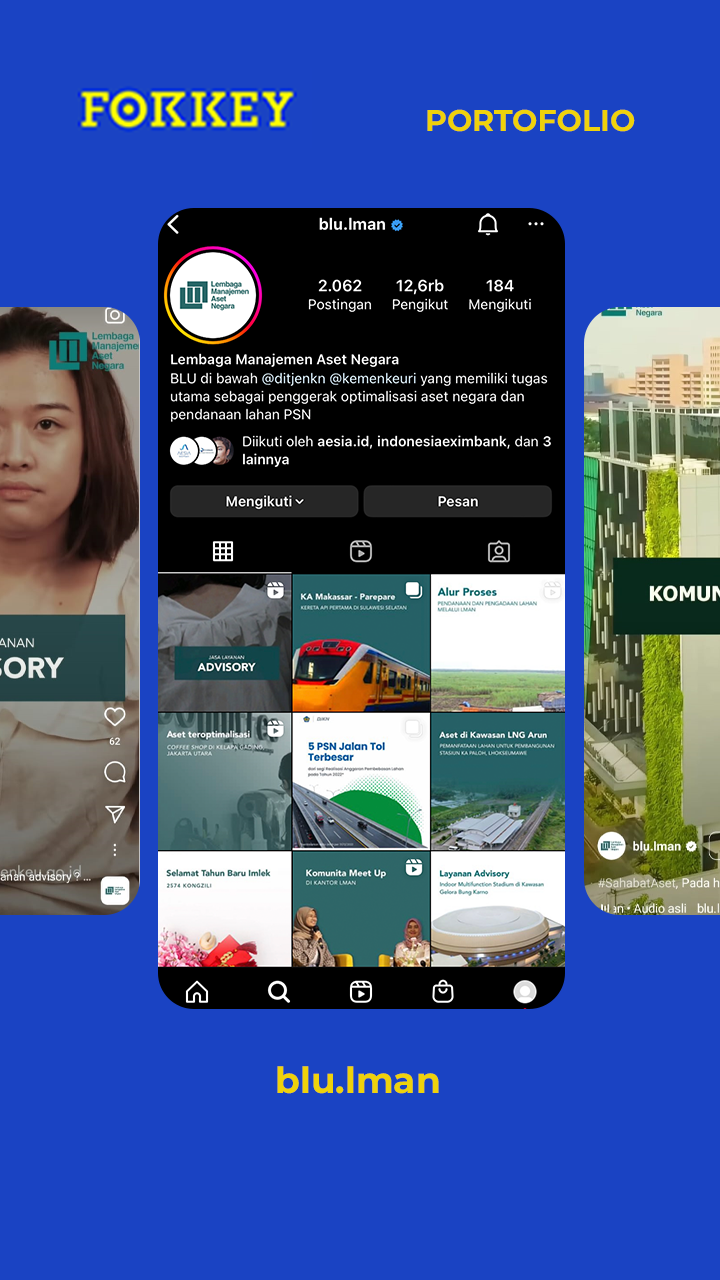 FOKKEY
PORTOFOLIO
blu.lman
2.062
12,6rb
184
Postingan
Pengikut
Mengikuti
Lembaga
Manajemen
Aset
Negara
Lembaga Manajemen Aset Negara
BLU di bawah @ditjenkn @kemenkeuri yang memiliki tugas
utama sebagai penggerak optimalisasi aset negara dan
pendanaan lahan PSN
Diikuti oleh aesia.id, indonesiaeximbank, dan 3
lainnya
Mengikuti
Pesan
JASA LAYANAN
ADVISORY
KA Makassar - Parepare
KERETA API PERTAMA DI SULAWESI SELATAN
Alur Proses
PENDANAAN DAN PENGADAAN LAHAN
MELALUI LMAN
Aset teroptimalisasi
COFFEE SHOP DI KELAPA GADING,
JAKARTA UTARA
DJKN
5 PSN Jalan Tol
Terbesar
dari segi Realisasi Anggaran Pembebasan Lahan
pada Tahun 2022*
Aset di Kawasan LNG Arun
PEMANFAATAN LAHAN UNTUK PEMBANGUNAN
STASIUN KA PALOH, LHOKSEUMAWE
Selamat Tahun Baru Imlek
2574 KONGZILI
Komunita Meet Up
DI KANTOR LMAN
Layanan Advisory
Indoor Multifunction Stadium di Kawasan
Gelora Bung Karno
Lembaga
Manajeme
Aset
Negara
ANAN
SORY
62
enkeu.go.id
anan advisory ? ...
Negara
KOMUN
blu.lman
#SahabatAset, Pada h
an • Audio asli
blu.l
blu.lman